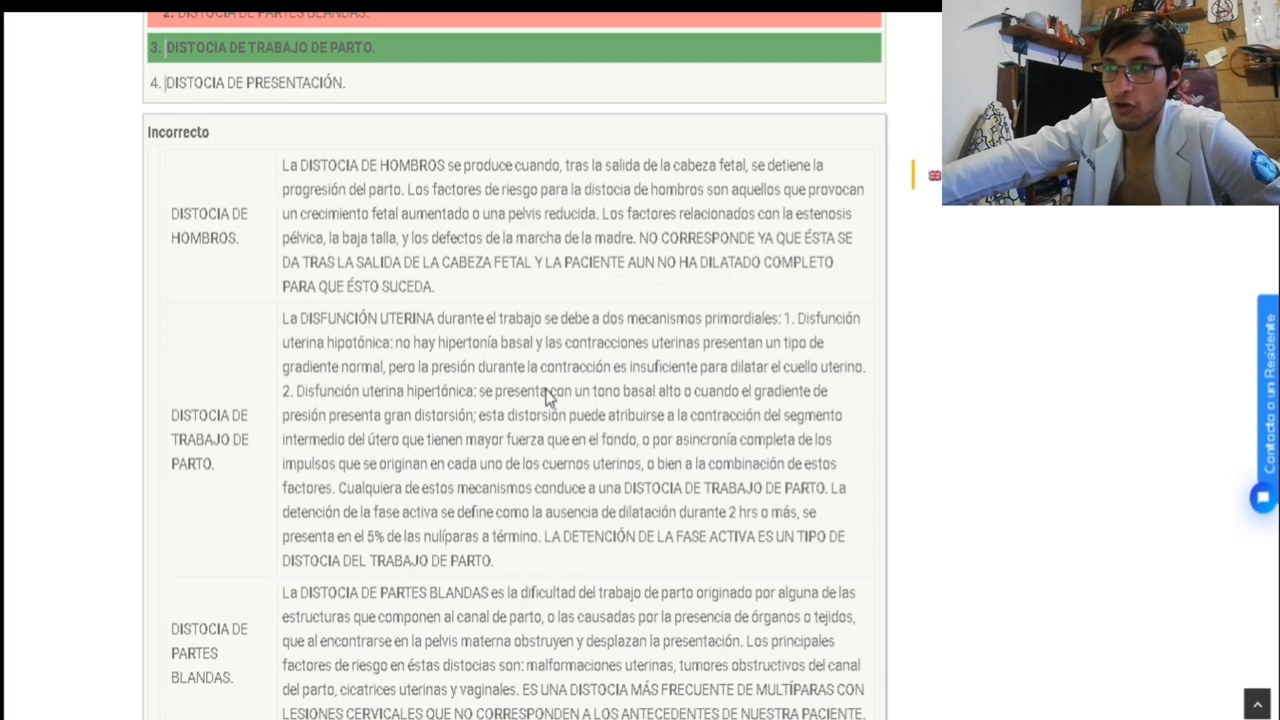 2. DISTOCIA DE PARTES BLANDAS.
3. DISTOCIA DE TRABAJO DE PARTO.
4. DISTOCIA DE PRESENTACIÓN.
Incorrecto
DISTOCIA DE
HOMBROS.
La DISTOCIA DE HOMBROS se produce cuando, tras la salida de la cabeza fetal, se detiene la
progresión del parto. Los factores de riesgo para la distocia de hombros son aquellos que provocan
un crecimiento fetal aumentado o una pelvis reducida. Los factores relacionados con la estenosis
pélvica, la baja talla, y los defectos de la marcha de la madre. NO CORRESPONDE YA QUE ÉSTA SE
DA TRAS LA SALIDA DE LA CABEZA FETAL Y LA PACIENTE AUN NO HA DILATADO COMPLETO
PARA QUE ÉSTO SUCEDA.
DISTOCIA DE
TRABAJO DE
PARTO.
La DISFUNCIÓN UTERINA durante el trabajo se debe a dos mecanismos primordiales: 1. Disfunción
uterina hipotónica: no hay hipertonía basal y las contracciones uterinas presentan un tipo de
gradiente normal, pero la presión durante la contracción es insuficiente para dilatar el cuello uterino.
2. Disfunción uterina hipertónica: se presenta con un tono basal alto o cuando el gradiente de
presión presenta gran distorsión; esta distorsión puede atribuirse a la contracción del segmento
intermedio del útero que tienen mayor fuerza que en el fondo, o por asincronía completa de los
impulsos que se originan en cada uno de los cuernos uterinos, o bien a la combinación de estos
factores. Cualquiera de estos mecanismos conduce a una DISTOCIA DE TRABAJO DE PARTO. La
detención de la fase activa se define como la ausencia de dilatación durante 2 hrs o más, se
presenta en el 5% de las nulíparas a término. LA DETENCIÓN DE LA FASE ACTIVA ES UN TIPO DE
DISTOCIA DEL TRABAJO DE PARTO.
DISTOCIA DE
PARTES
BLANDAS.
La DISTOCIA DE PARTES BLANDAS es la dificultad del trabajo de parto originado por alguna de las
estructuras que componen al canal de parto, o las causadas por la presencia de órganos o tejidos,
que al encontrarse en la pelvis materna obstruyen y desplazan la presentación. Los principales
factores de riesgo en éstas distocias son: malformaciones uterinas, tumores obstructivos del canal
del parto, cicatrices uterinas y vaginales. ES UNA DISTOCIA MÁS FRECUENTE DE MULTÍPARAS CON
LESIONES CERVICALES QUE NO CORRESPONDEN A LOS ANTECEDENTES DE NUESTRA PACIENTE.
Contacta a un Residente